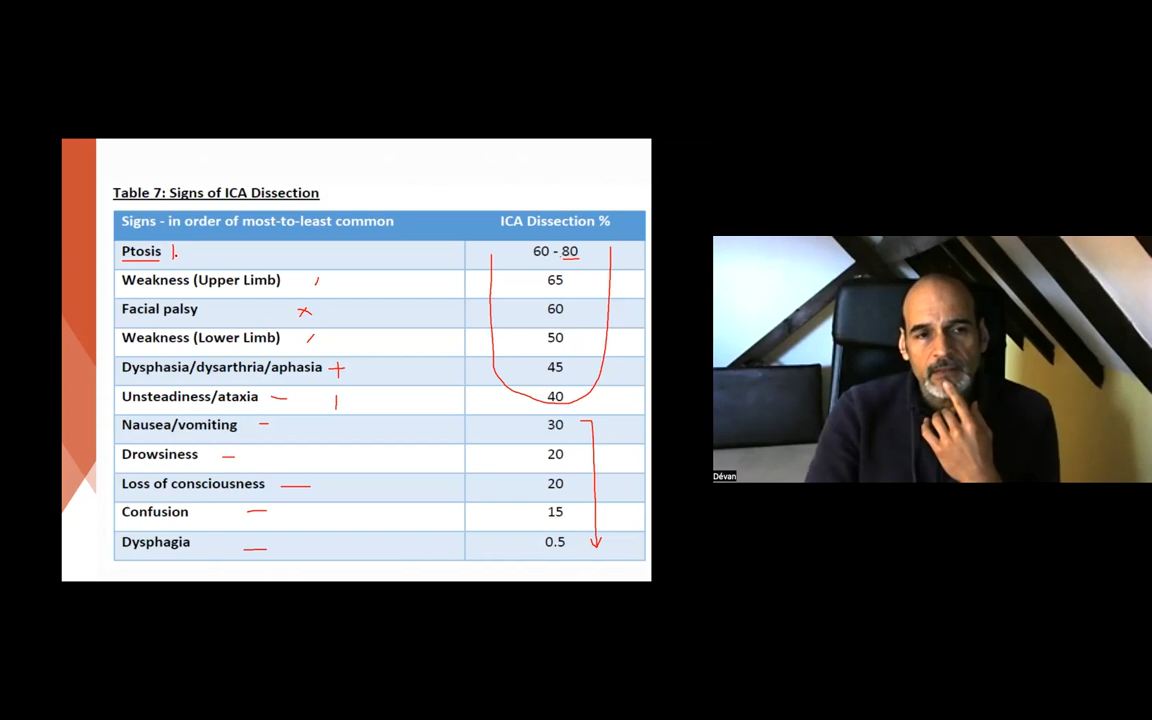 Table 7: Signs of ICA Dissection
Signs - in order of most-to-least common ICA Dissection %
Ptosis 60 - 80
Weakness (Upper Limb) 65
Facial palsy 60
Weakness (Lower Limb) 50
Dysphasia/dysarthria/aphasia 45
Unsteadiness/ataxia 40
Nausea/vomiting 30
Drowsiness 20
Loss of consciousness 20
Confusion 15
Dysphagia 0.5
Dévan